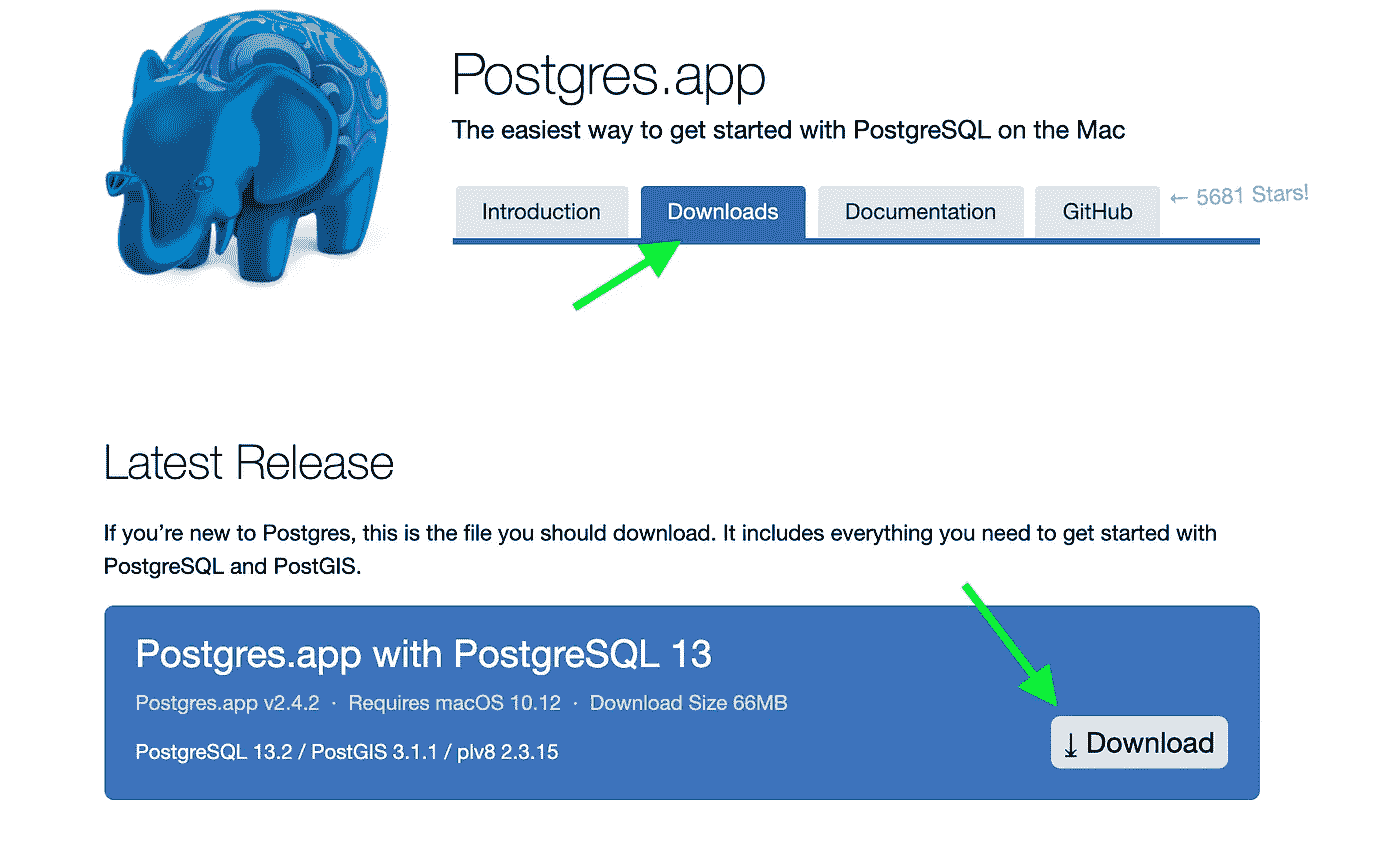 Postgres.app
The easiest way to get started with PostgreSQL on the Mac
Introduction
Downloads
Documentation
GitHub
← 5681 Stars!
Latest Release
If you’re new to Postgres, this is the file you should download. It includes everything you need to get started with
PostgreSQL and PostGIS.
Postgres.app with PostgreSQL 13
Postgres.app v2.4.2 · Requires macOS 10.12 · Download Size 66MB
PostgreSQL 13.2 / PostGIS 3.1.1 / plv8 2.3.15
⤓ Download